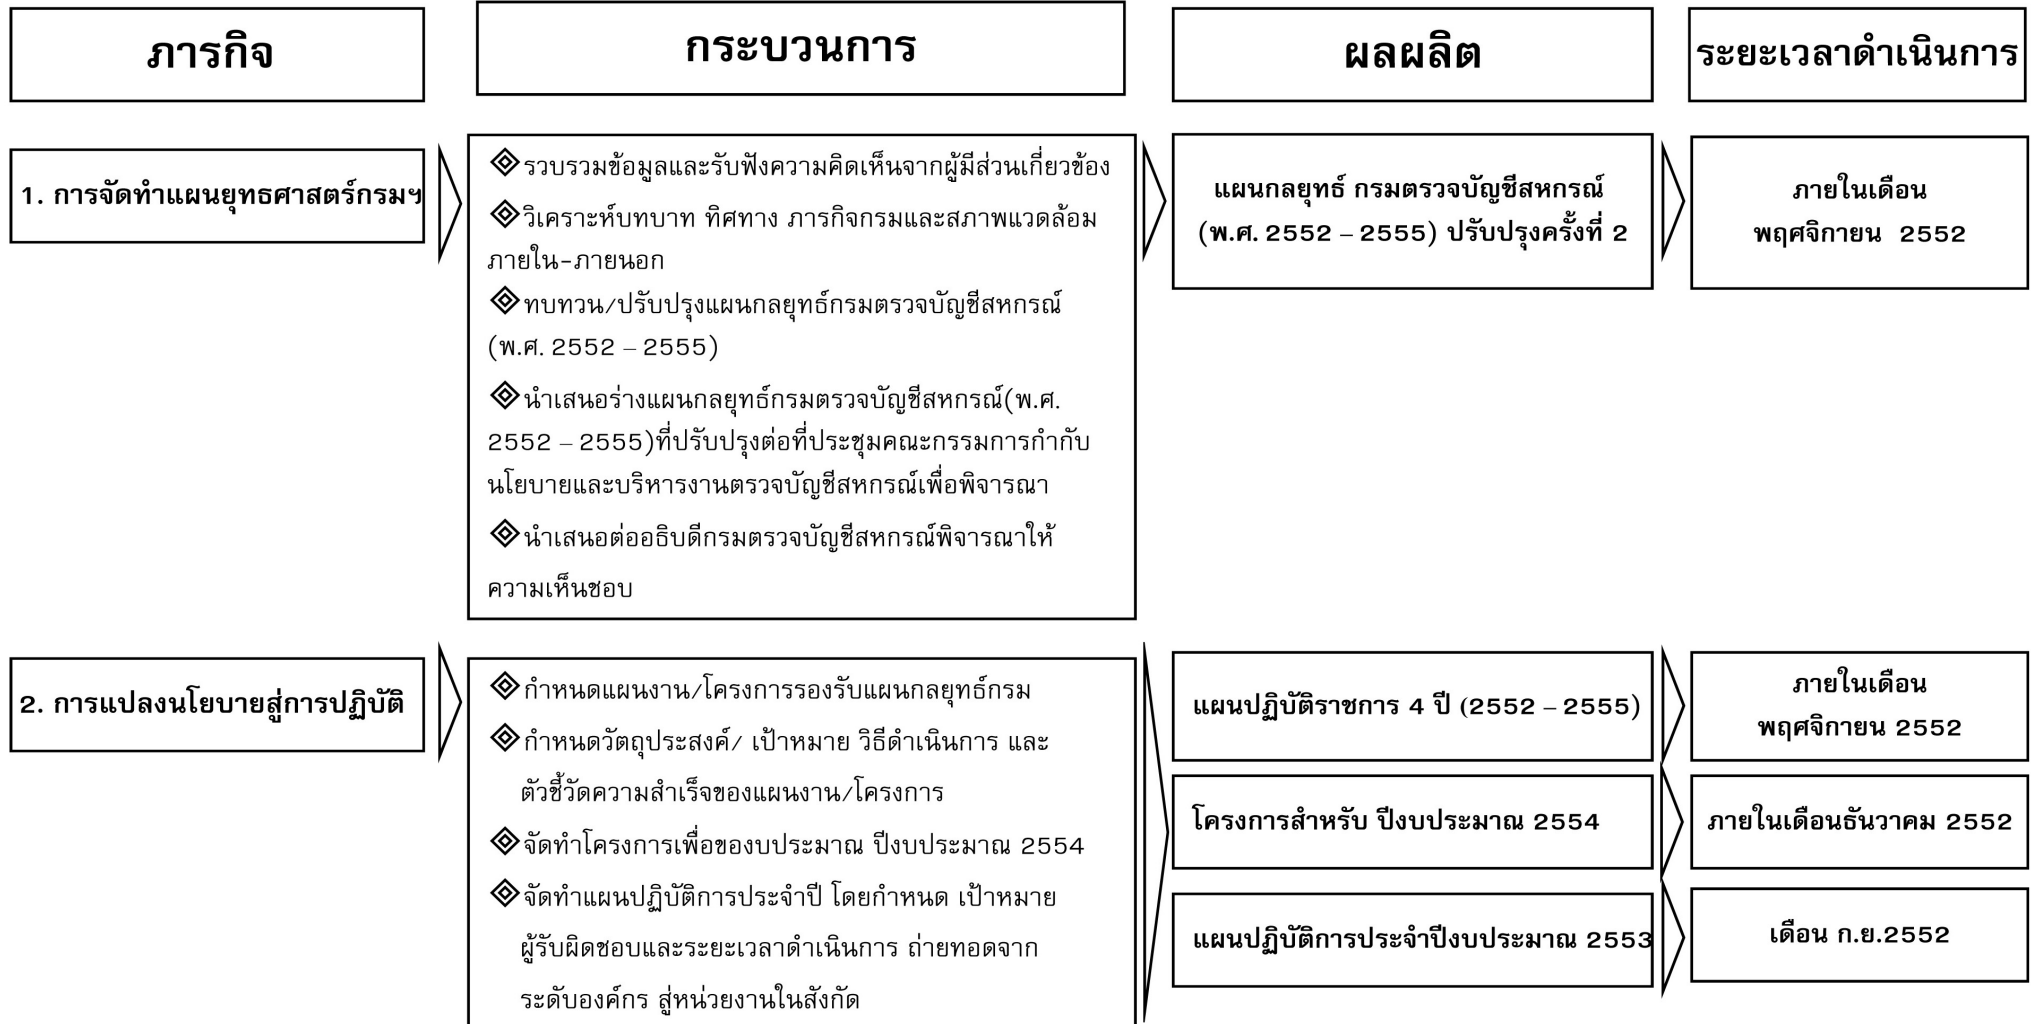 ภารกิจ
กระบวนการ
ผลผลิต
ระยะเวลาดำเนินการ
1. การจัดทำแผนยุทธศาสตร์กรมฯ
รวบรวมข้อมูลและรับฟังความคิดเห็นจากผู้มีส่วนเกี่ยวข้อง
วิเคราะห์บทบาท ทิศทาง ภารกิจกรมและสภาพแวดล้อม
ภายใน-ภายนอก
ทบทวน/ปรับปรุงแผนกลยุทธ์กรมตรวจบัญชีสหกรณ์
(พ.ศ. 2552 – 2555)
นำเสนอร่างแผนกลยุทธ์กรมตรวจบัญชีสหกรณ์(พ.ศ.
2552 – 2555)ที่ปรับปรุงต่อที่ประชุมคณะกรรมการกำกับ
นโยบายและบริหารงานตรวจบัญชีสหกรณ์เพื่อพิจารณา
นำเสนอต่ออธิบดีกรมตรวจบัญชีสหกรณ์พิจารณาให้
ความเห็นชอบ
แผนกลยุทธ์ กรมตรวจบัญชีสหกรณ์
(พ.ศ. 2552 – 2555) ปรับปรุงครั้งที่ 2
ภายในเดือน
พฤศจิกายน 2552
2. การแปลงนโยบายสู่การปฏิบัติ
กำหนดแผนงาน/โครงการรองรับแผนกลยุทธ์กรม
กำหนดวัตถุประสงค์/ เป้าหมาย วิธีดำเนินการ และ
ตัวชี้วัดความสำเร็จของแผนงาน/โครงการ
จัดทำโครงการเพื่อของบประมาณ ปีงบประมาณ 2554
จัดทำแผนปฏิบัติการประจำปี โดยกำหนด เป้าหมาย
ผู้รับผิดชอบและระยะเวลาดำเนินการ ถ่ายทอดจาก
ระดับองค์กร สู่หน่วยงานในสังกัด
แผนปฏิบัติราชการ 4 ปี (2552 – 2555)
ภายในเดือน
พฤศจิกายน 2552
โครงการสำหรับ ปีงบประมาณ 2554
ภายในเดือนธันวาคม 2552
แผนปฏิบัติการประจำปีงบประมาณ 2553
เดือน ก.ย.2552